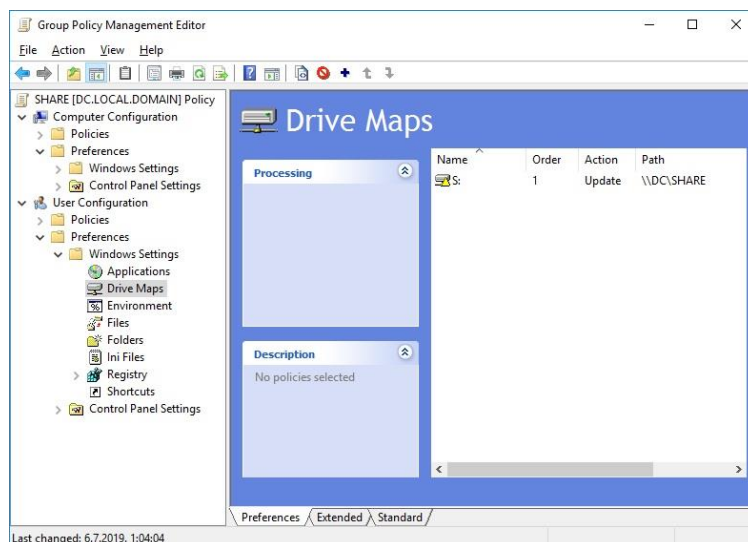 Group Policy Management Editor
File Action View Help
SHARE [DC.LOCAL.DOMAIN] Policy
Computer Configuration
Policies
Preferences
Windows Settings
Control Panel Settings
User Configuration
Policies
Preferences
Windows Settings
Applications
Drive Maps
Environment
Files
Folders
Ini Files
Registry
Shortcuts
Control Panel Settings
Drive Maps
Processing
Description
No policies selected
Name Order Action Path
S: 1 Update \\DC\SHARE
Preferences Extended Standard
Last changed: 6.7.2019. 1:04:04